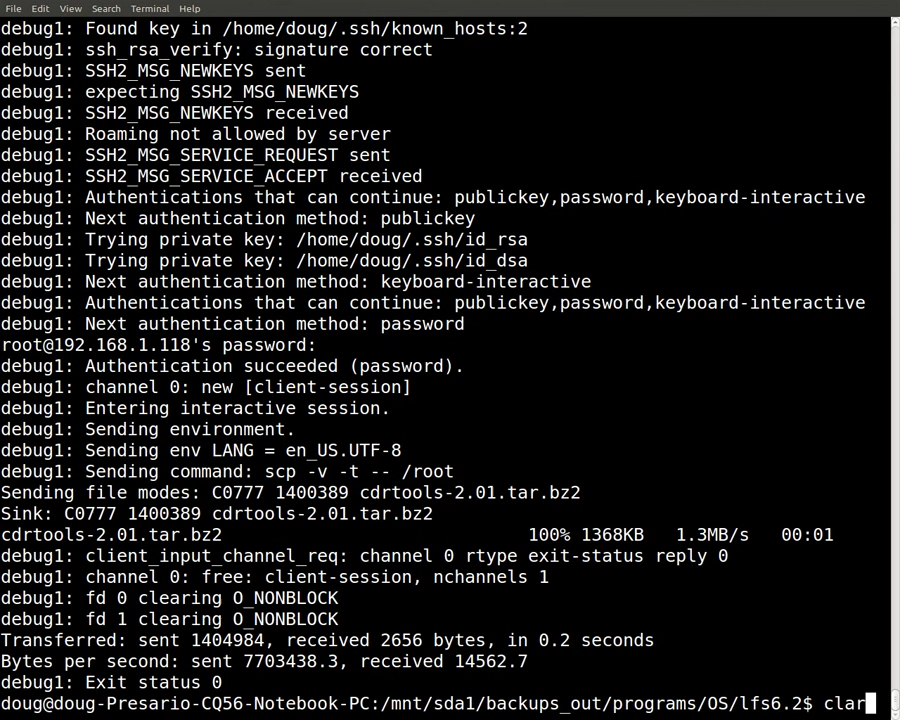 File Edit View Search Terminal Help
debug1: Found key in /home/doug/.ssh/known_hosts:2
debug1: ssh_rsa_verify: signature correct
debug1: SSH2_MSG_NEWKEYS sent
debug1: expecting SSH2_MSG_NEWKEYS
debug1: SSH2_MSG_NEWKEYS received
debug1: Roaming not allowed by server
debug1: SSH2_MSG_SERVICE_REQUEST sent
debug1: SSH2_MSG_SERVICE_ACCEPT received
debug1: Authentications that can continue: publickey,password,keyboard-interactive
debug1: Next authentication method: publickey
debug1: Trying private key: /home/doug/.ssh/id_rsa
debug1: Trying private key: /home/doug/.ssh/id_dsa
debug1: Next authentication method: keyboard-interactive
debug1: Authentications that can continue: publickey,password,keyboard-interactive
debug1: Next authentication method: password
root@192.168.1.118's password:
debug1: Authentication succeeded (password).
debug1: channel 0: new [client-session]
debug1: Entering interactive session.
debug1: Sending environment.
debug1: Sending env LANG = en_US.UTF-8
debug1: Sending command: scp -v -t -- /root
Sending file modes: C0777 1400389 cdrtools-2.01.tar.bz2
Sink: C0777 1400389 cdrtools-2.01.tar.bz2
cdrtools-2.01.tar.bz2 100% 1368KB 1.3MB/s 00:01
debug1: client_input_channel_req: channel 0 rtype exit-status reply 0
debug1: channel 0: free: client-session, nchannels 1
debug1: fd 0 clearing O_NONBLOCK
debug1: fd 1 clearing O_NONBLOCK
Transferred: sent 1404984, received 2656 bytes, in 0.2 seconds
Bytes per second: sent 7703438.3, received 14562.7
debug1: Exit status 0
doug@doug-Presario-CQ56-Notebook-PC:/mnt/sda1/backups_out/programs/OS/lfs6.2$ clar